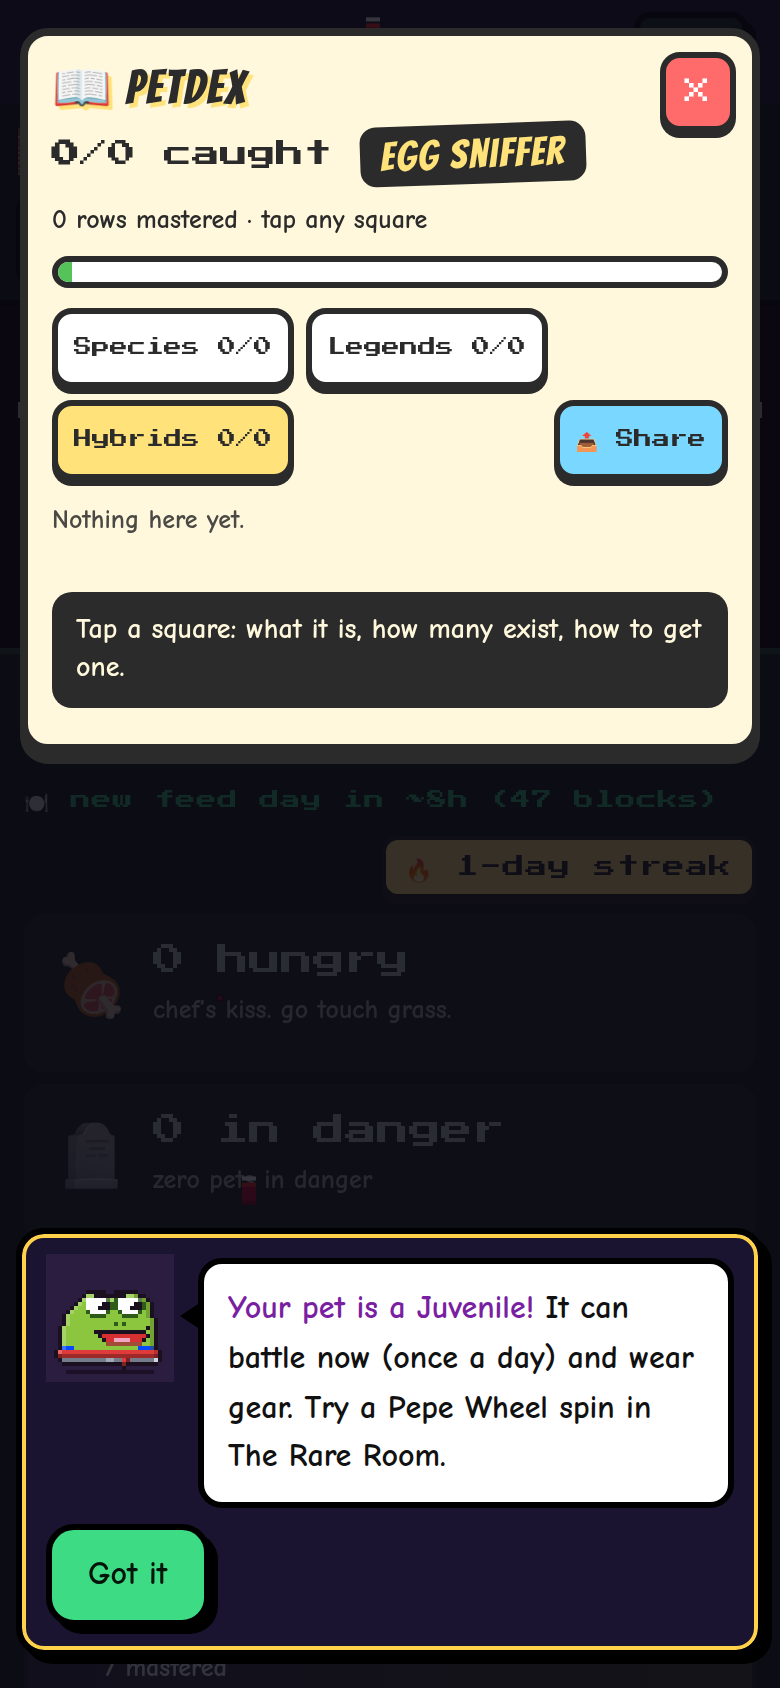 PETDEX
0/0 caught
EGG SNIFFER
0 rows mastered · tap any square
Species 0/0
Legends 0/0
Hybrids 0/0
Share
Nothing here yet.
Tap a square: what it is, how many exist, how to get
one.
new feed day in ~8h (47 blocks)
1-day streak
0 hungry
chef's kiss. go touch grass.
0 in danger
zero pets in danger
Your pet is a Juvenile! It can
battle now (once a day) and wear
gear. Try a Pepe Wheel spin in
The Rare Room.
Got it
7 mastered